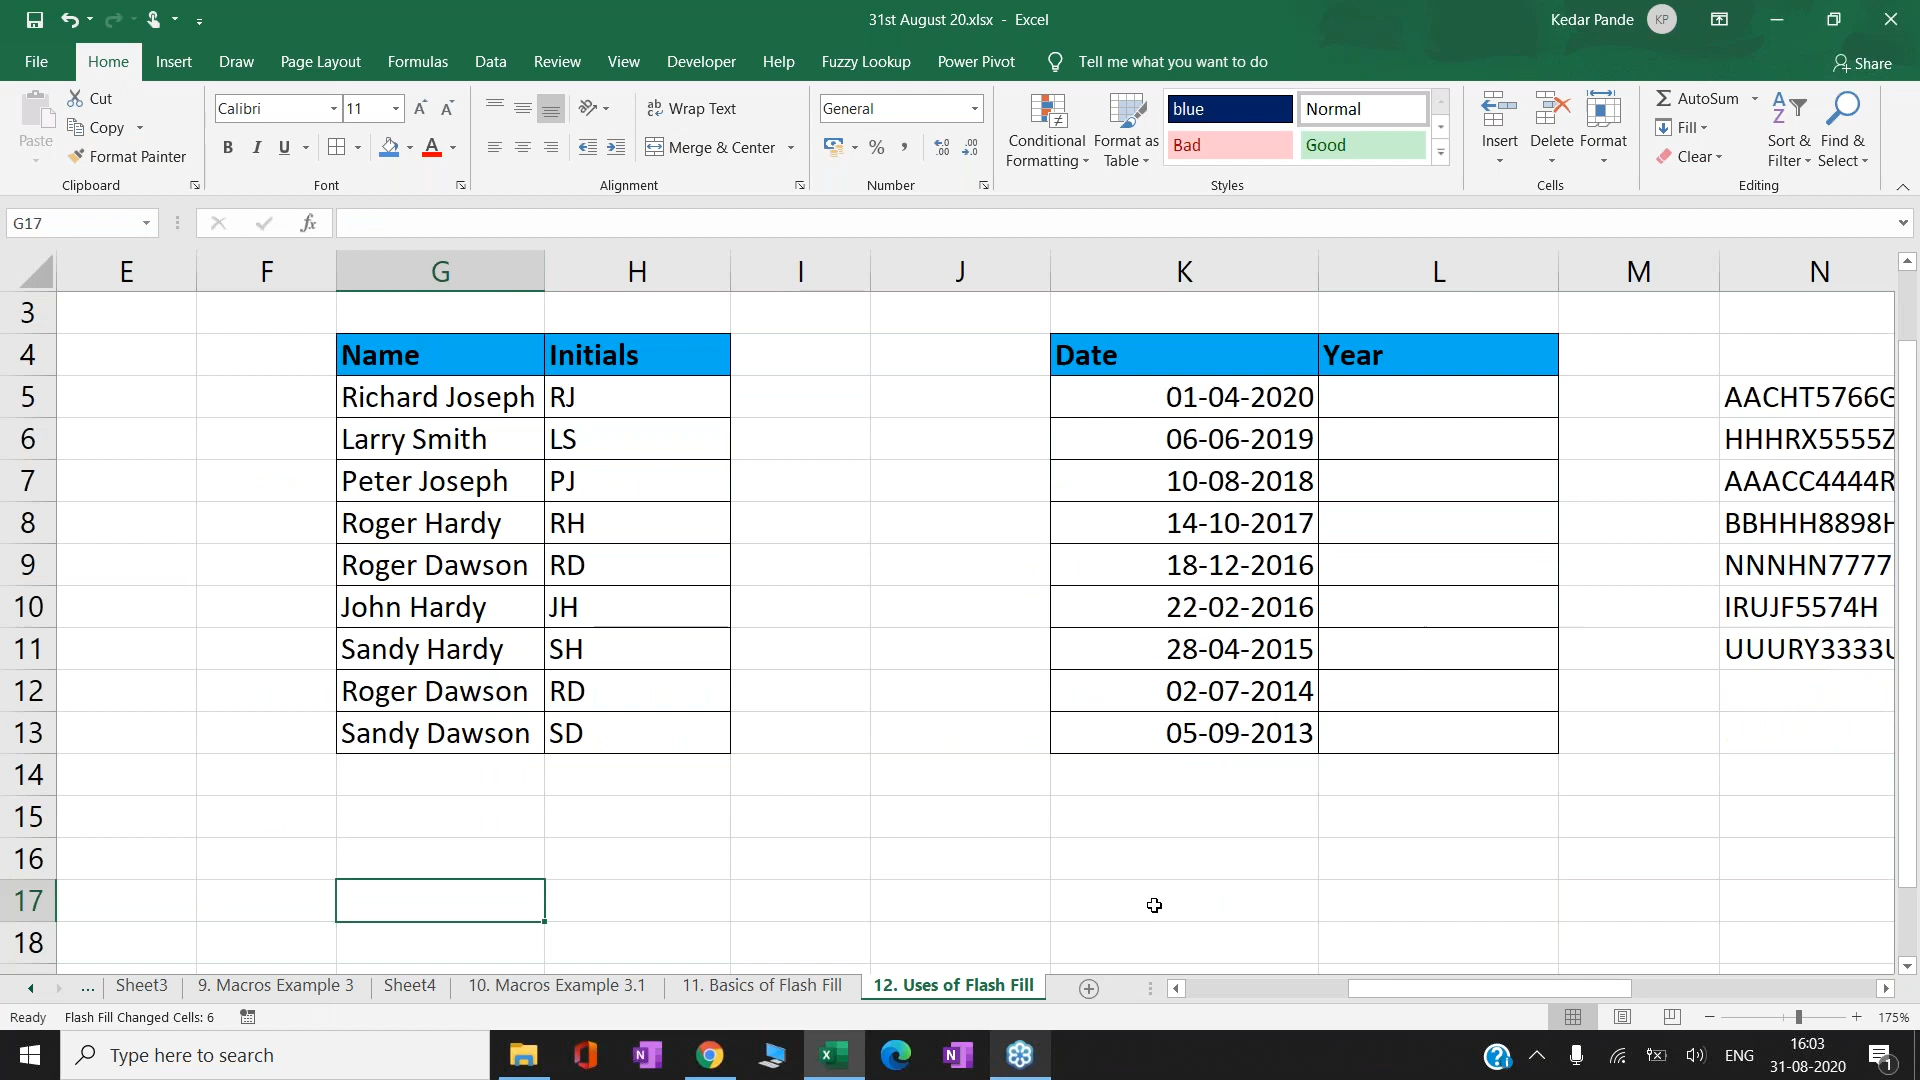 31st August 20.xlsx - Excel
Kedar Pande
KP
File
Home
Insert
Draw
Page Layout
Formulas
Data
Review
View
Developer
Help
Fuzzy Lookup
Power Pivot
Tell me what you want to do
Share
Paste
Cut
Copy
Format Painter
Clipboard
Calibri
11
B I U
Font
Wrap Text
Merge & Center
Alignment
General
Number
Conditional Formatting
Format as Table
blue
Normal
Bad
Good
Styles
Insert
Delete
Format
Cells
AutoSum
Fill
Clear
Sort & Filter
Find & Select
Editing
G17
fx
E F G H I J K L M N
3
4 Name Initials Date Year
5 Richard Joseph RJ 01-04-2020 AACHT5766G
6 Larry Smith LS 06-06-2019 HHHRX5555Z
7 Peter Joseph PJ 10-08-2018 AAACC4444R
8 Roger Hardy RH 14-10-2017 BBHHH8898H
9 Roger Dawson RD 18-12-2016 NNNHN7777
10 John Hardy JH 22-02-2016 IRUJF5574H
11 Sandy Hardy SH 28-04-2015 UUURY3333U
12 Roger Dawson RD 02-07-2014
13 Sandy Dawson SD 05-09-2013
14
15
16
17
18
... Sheet3 9. Macros Example 3 Sheet4 10. Macros Example 3.1 11. Basics of Flash Fill 12. Uses of Flash Fill
Ready Flash Fill Changed Cells: 6 175%
Type here to search
ENG
16:03
31-08-2020
1